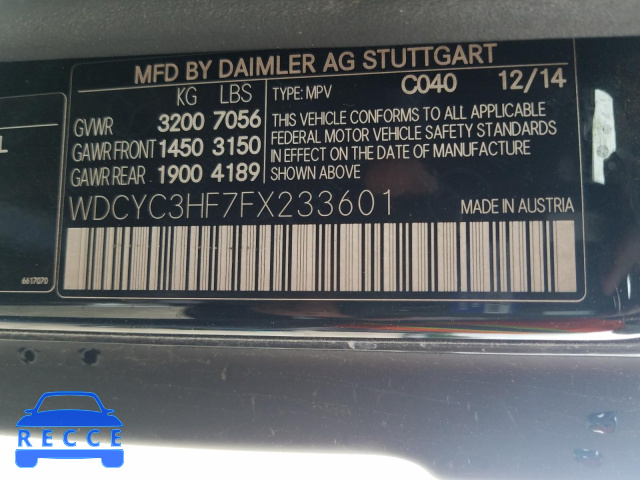 MFD BY DAIMLER AG STUTTGART
KG LBS TYPE: MPV C040 12/14
GVWR 3200 7056
GAWR FRONT 1450 3150
GAWR REAR 1900 4189
THIS VEHICLE CONFORMS TO ALL APPLICABLE
FEDERAL MOTOR VEHICLE SAFETY STANDARDS
IN EFFECT ON THE DATE OF MANUFACTURE
SHOWN ABOVE.
WDCYC3HF7FX233601 MADE IN AUSTRIA
L
6617070
RECCE